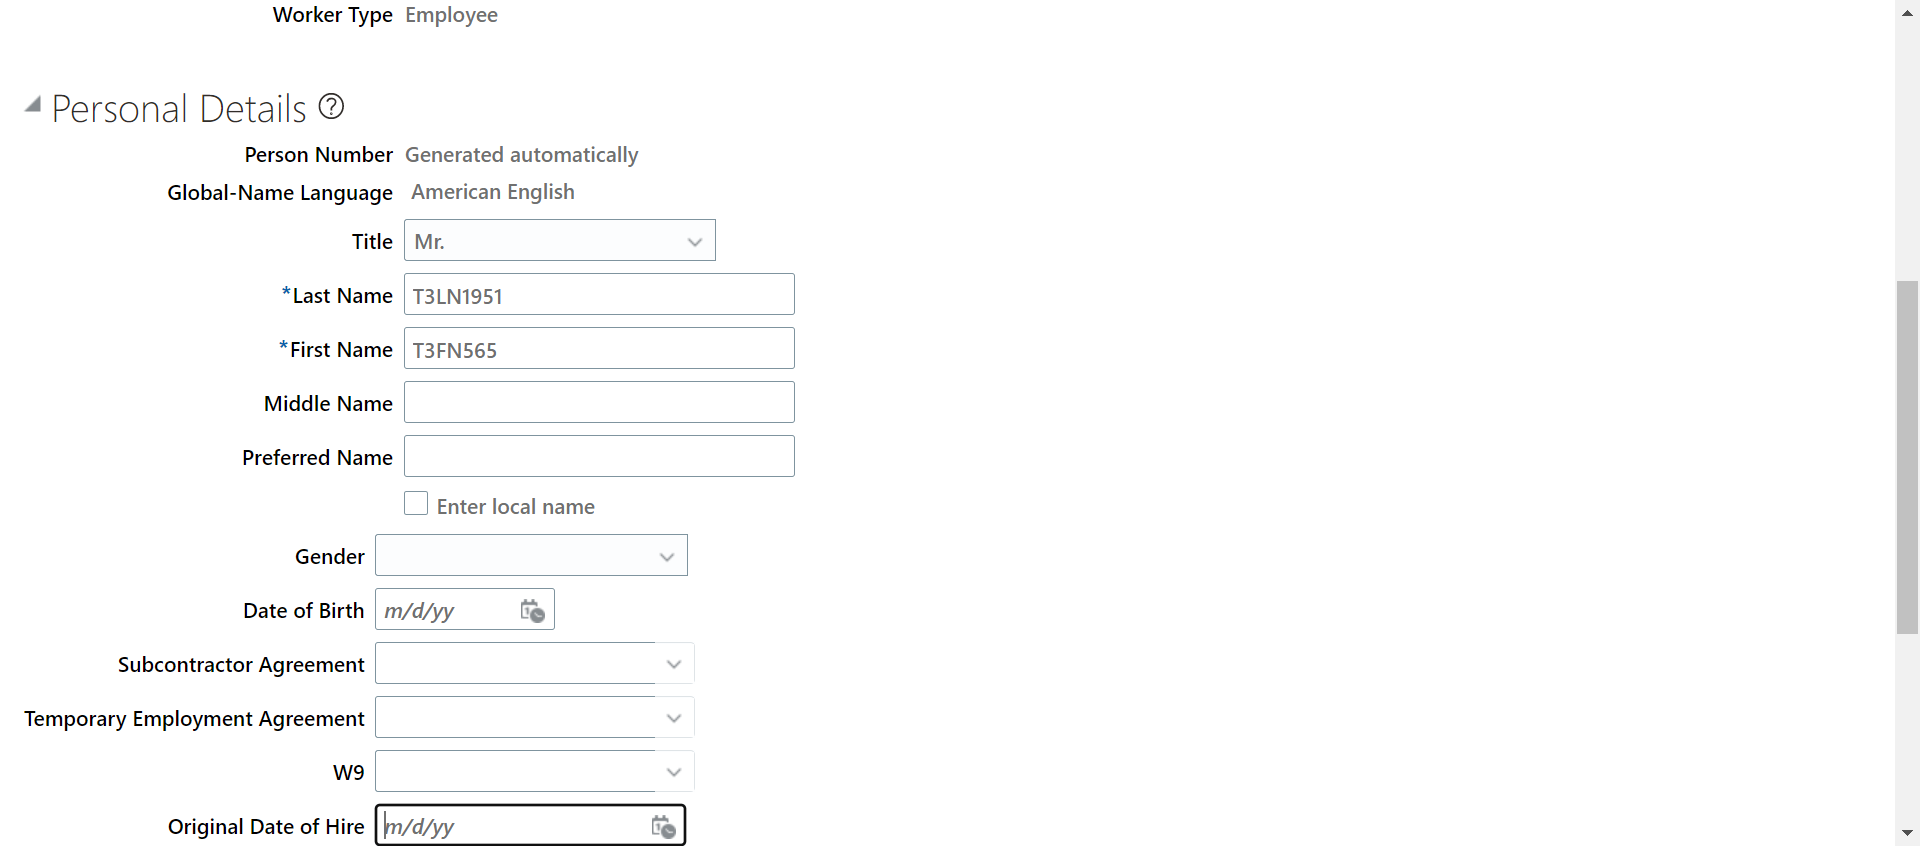 Worker Type Employee
Personal Details ?
Person Number Generated automatically
Global-Name Language American English
Title Mr.
*Last Name T3LN1951
*First Name T3FN565
Middle Name
Preferred Name
Enter local name
Gender
Date of Birth m/d/yy
Subcontractor Agreement
Temporary Employment Agreement
W9
Original Date of Hire m/d/yy